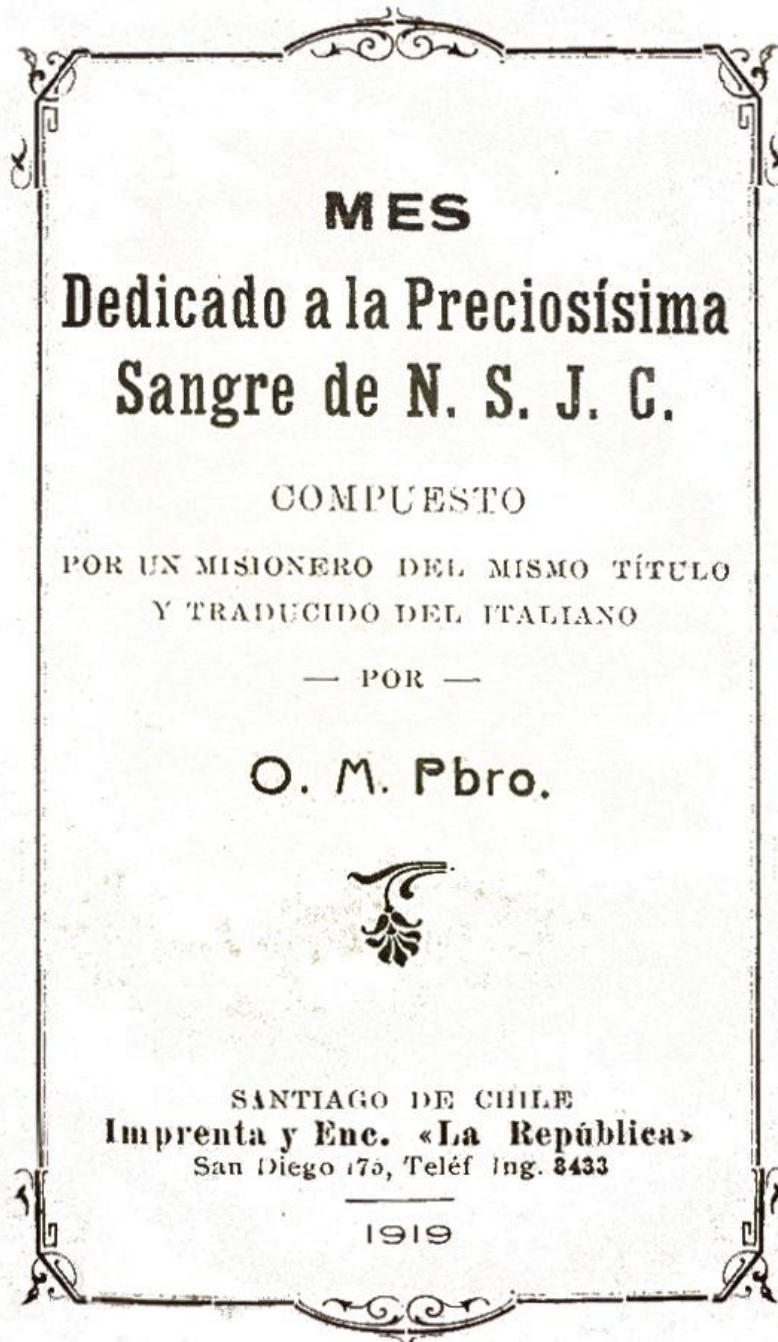 MES
Dedicado a la Preciosísima
Sangre de N. S. J. C.
COMPUESTO
POR UN MISIONERO DEL MISMO TÍTULO
Y TRADUCIDO DEL ITALIANO
— POR —
O. M. Pbro.
SANTIAGO DE CHILE
Imprenta y Enc. «La República»
San Diego 175, Teléf Ing. 3433
1919